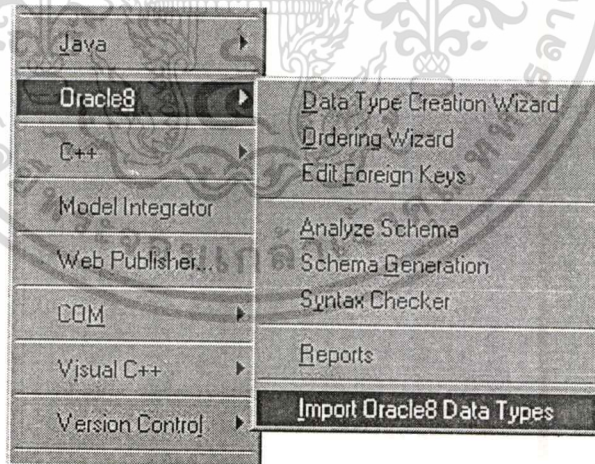 Java
Oracle8
C++
Model Integrator
Web Publisher...
COM
Visual C++
Version Control
Data Type Creation Wizard
Ordering Wizard
Edit Foreign Keys
Analyze Schema
Schema Generation
Syntax Checker
Reports
Import Oracle8 Data Types